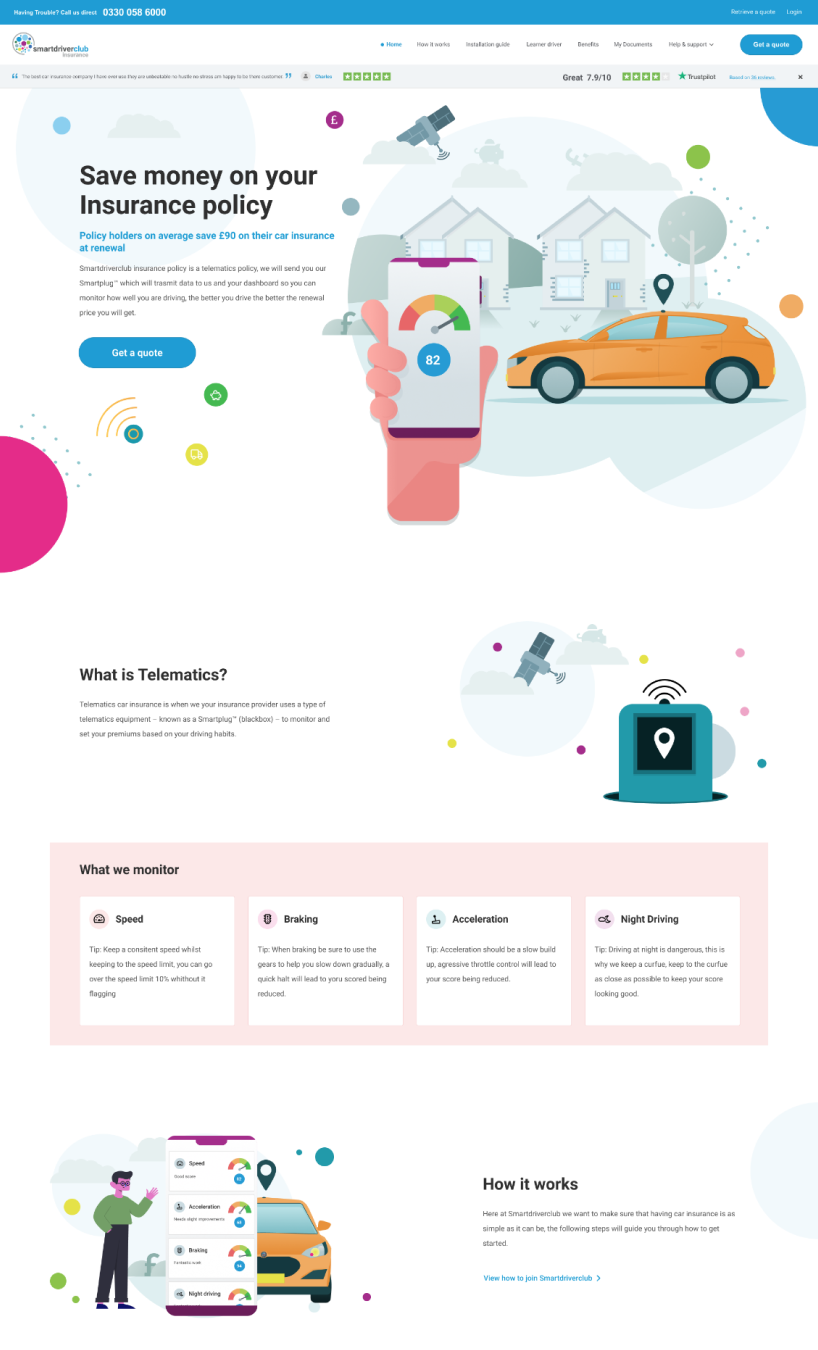 Having Trouble? Call us direct 0330 058 6000
Retrieve a quote Login
smartdriverclub
Insurance
Home How it works Installation guide Learner driver Benefits My Documents Help & support Get a quote
“ The best car insurance company I have ever use they are unbeatable no hustle no stress am happy to be there customer. ” Charles
Great 7.9/10 Trustpilot Based on 36 reviews
Save money on your
Insurance policy
Policy holders on average save £90 on their car insurance
at renewal
Smartdriverclub insurance policy is a telematics policy, we will send you our
Smartplug™ which will trasmit data to us and your dashboard so you can
monitor how well you are driving, the better you drive the better the renewal
price you will get.
Get a quote
£
£
82
What is Telematics?
Telematics car insurance is when we your insurance provider uses a type of
telematics equipment – known as a Smartplug™ (blackbox) – to monitor and
set your premiums based on your driving habits.
What we monitor
Speed
Tip: Keep a consitent speed whilst
keeping to the speed limit, you can go
over the speed limit 10% whithout it
flagging
Braking
Tip: When braking be sure to use the
gears to help you slow down gradually, a
quick halt will lead to yoru scored being
reduced.
Acceleration
Tip: Acceleration should be a slow build
up, agressive throttle control will lead to
your score being reduced.
Night Driving
Tip: Driving at night is dangerous, this is
why we keep a curfue, keep to the curfue
as close as possible to keep your score
looking good.
Speed
Good score
Acceleration
Needs slight improvements
Braking
Night driving
£
How it works
Here at Smartdriverclub we want to make sure that having car insurance is as
simple as it can be, the following steps will guide you through how to get
started.
View how to join Smartdriverclub